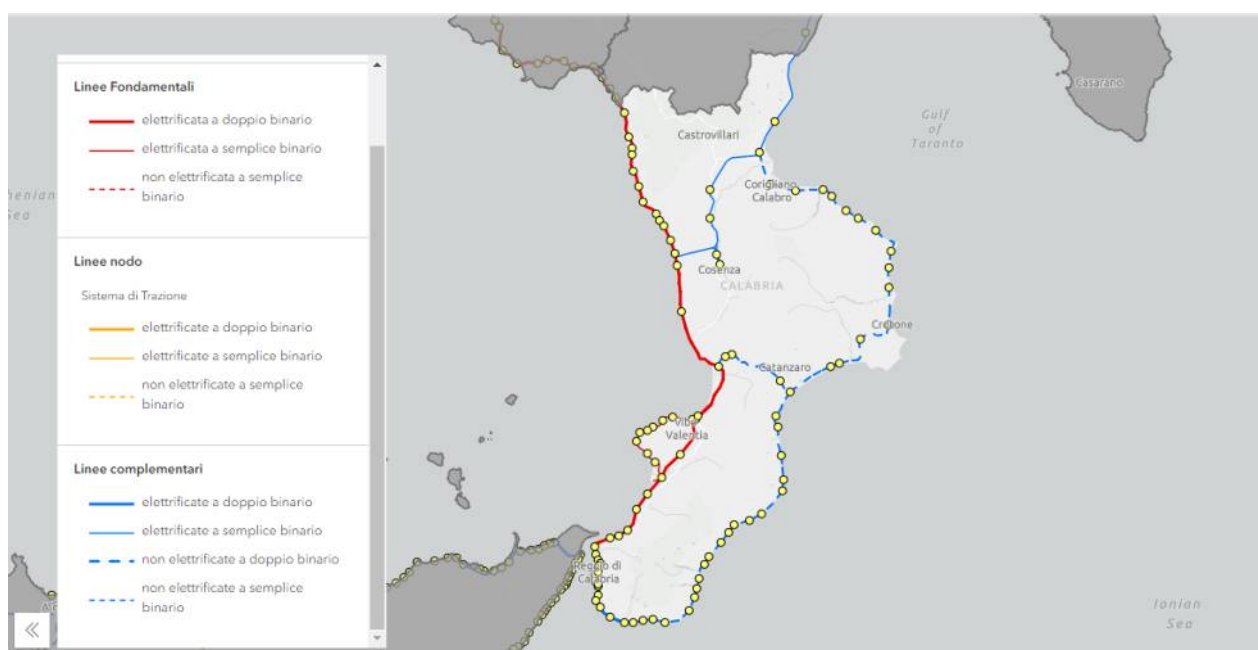 Linee Fondamentali
elettrificata a doppio binario
elettrificata a semplice binario
non elettrificata a semplice
binario
Linee nodo
Sistema di Trazione
elettrificate a doppio binario
elettrificate a semplice binario
non elettrificate a semplice
binario
Linee complementari
elettrificate a doppio binario
elettrificate a semplice binario
non elettrificate a doppio binario
non elettrificate a semplice
binario
henian
Sea
Castrovillari
Corigliano
Calabro
Cosenza
CALABRIA
Crotone
Catanzaro
Vibo
Valentia
Reggio di
Calabria
Casarano
Gulf
of
Taranto
Ionian
Sea